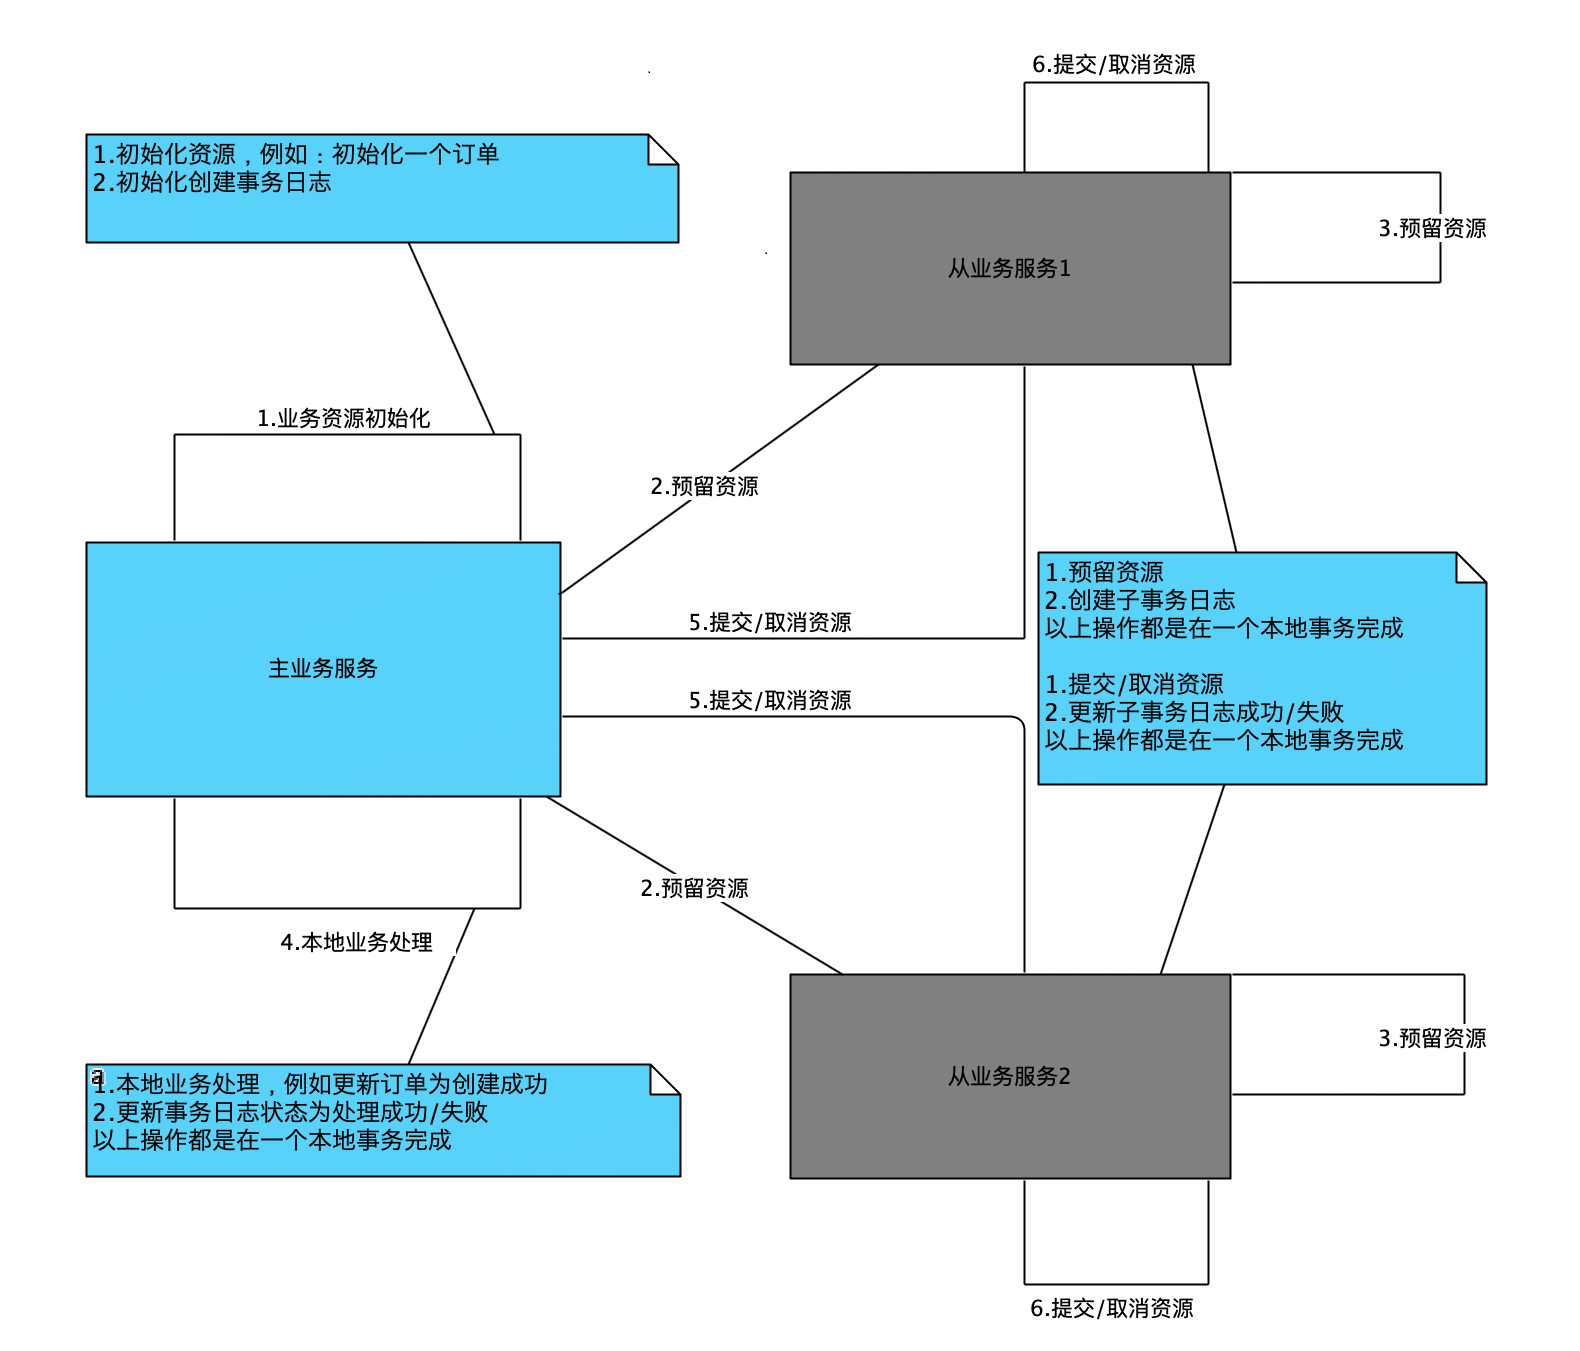 6.提交/取消资源
1.初始化资源，例如：初始化一个订单
2.初始化创建事务日志
3.预留资源
从业务服务1
1.业务资源初始化
2.预留资源
1.预留资源
2.创建子事务日志
以上操作都是在一个本地事务完成
1.提交/取消资源
2.更新子事务日志成功/失败
以上操作都是在一个本地事务完成
5.提交/取消资源
主业务服务
5.提交/取消资源
2.预留资源
4.本地业务处理
3.预留资源
从业务服务2
a
1.本地业务处理，例如更新订单为创建成功
2.更新事务日志状态为处理成功/失败
以上操作都是在一个本地事务完成
6.提交/取消资源